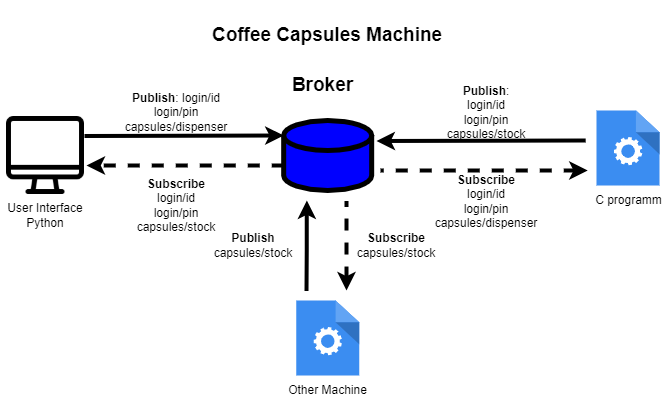 Coffee Capsules Machine
Broker
Publish: login/id
login/pin
capsules/dispenser
Publish:
login/id
login/pin
capsules/stock
User Interface
Python
Subscribe
login/id
login/pin
capsules/stock
Subscribe
login/id
login/pin
capsules/dispenser
C programm
Publish
capsules/stock
Subscribe
capsules/stock
Other Machine